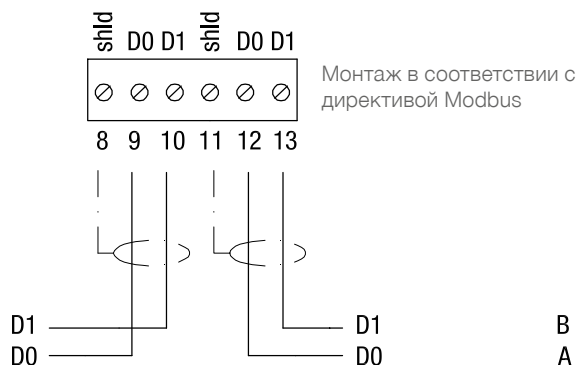 shld D0 D1 shld D0 D1
Монтаж в соответствии с
директивой Modbus
8 9 10 11 12 13
D1 D1 B
D0 D0 A